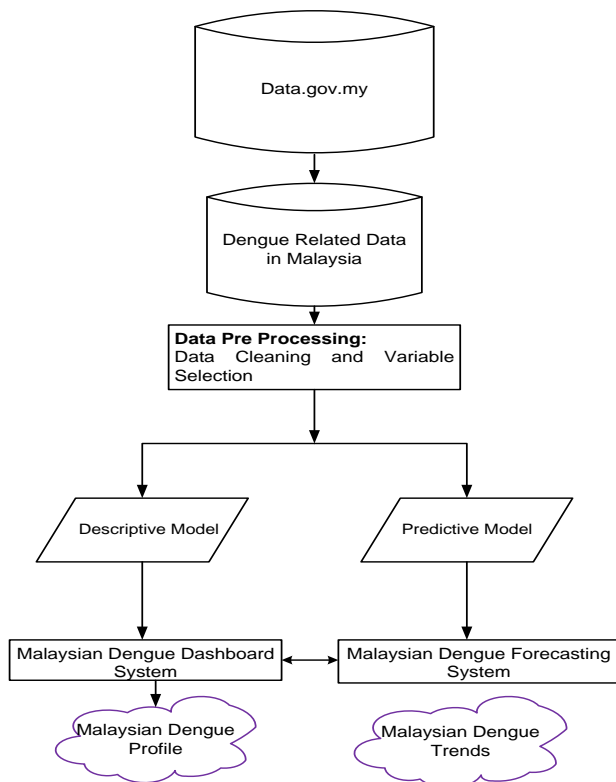 Data.gov.my
Dengue Related Data
in Malaysia
Data Pre Processing:
Data Cleaning and Variable
Selection
Descriptive Model
Predictive Model
Malaysian Dengue Dashboard
System
Malaysian Dengue Forecasting
System
Malaysian Dengue
Profile
Malaysian Dengue
Trends